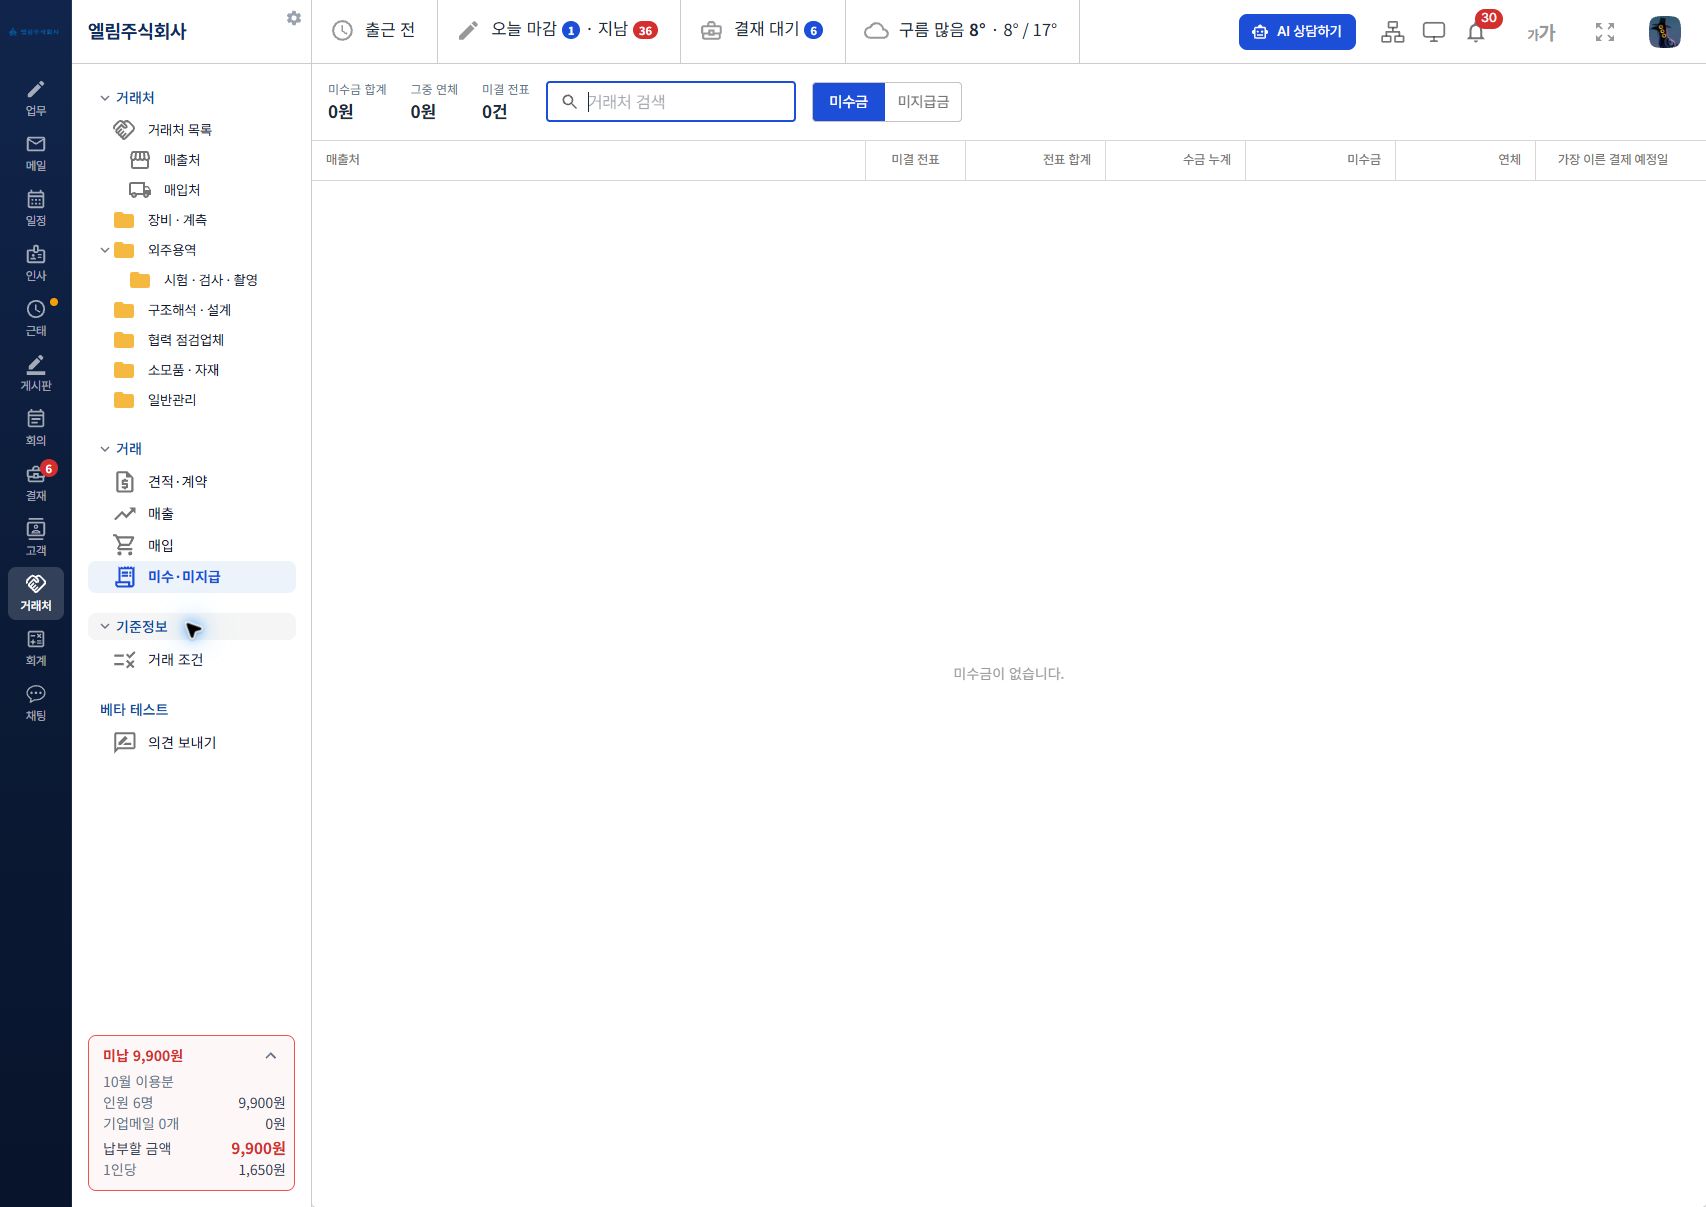 엘림주식회사
엘림주식회사
출근 전
오늘 마감 1 · 지남 36
결재 대기 6
구름 많음 8° · 8° / 17°
AI 상담하기
30
가가
업무
메일
일정
인사
근태
게시판
회의
6
결재
고객
거래처
회계
채팅
거래처
거래처 목록
매출처
매입처
장비 · 계측
외주용역
시험 · 검사 · 촬영
구조해석 · 설계
협력 점검업체
소모품 · 자재
일반관리
거래
견적·계약
매출
매입
미수·미지급
기준정보
거래 조건
베타 테스트
의견 보내기
미납 9,900원
10월 이용분
인원 6명 9,900원
기업메일 0개 0원
납부할 금액 9,900원
1인당 1,650원
미수금 합계 그중 연체 미결 전표
0원 0원 0건
거래처 검색
미수금 미지급금
매출처 미결 전표 전표 합계 수금 누계 미수금 연체 가장 이른 결제 예정일
미수금이 없습니다.